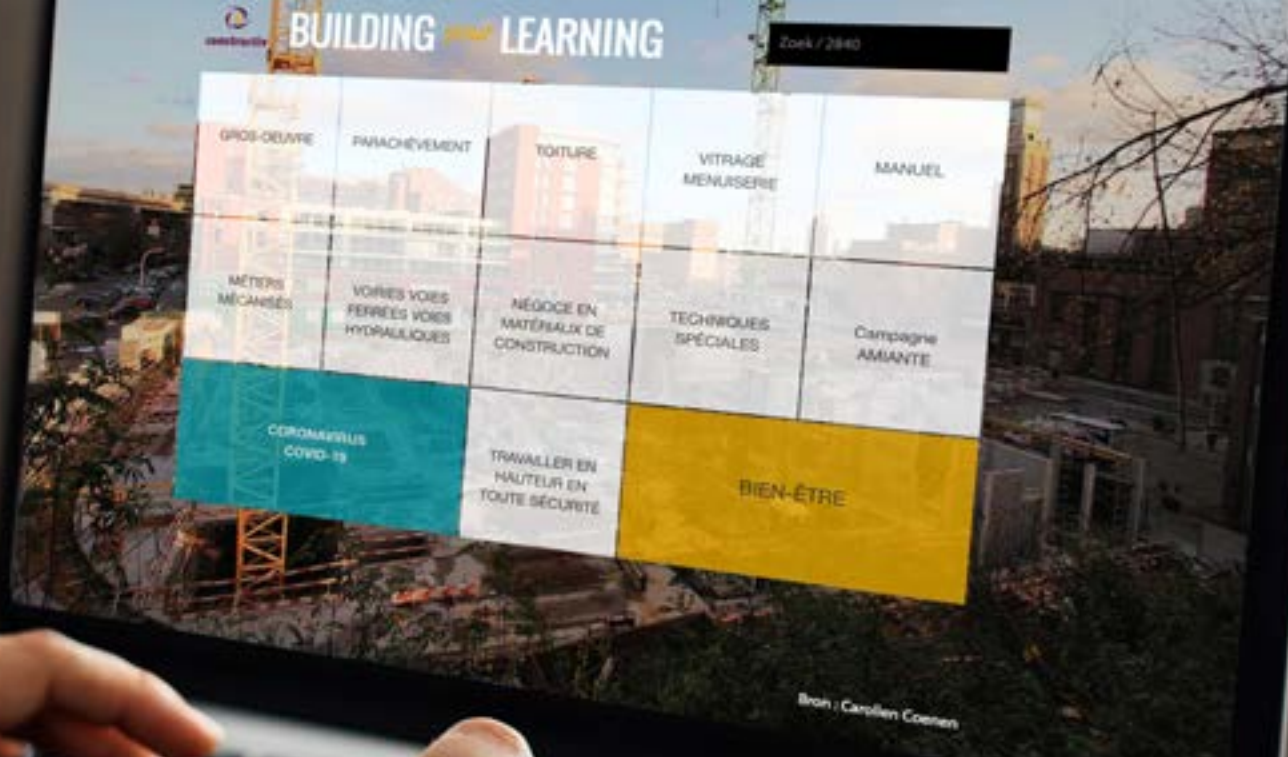 constructiv
BUILDING your LEARNING
Zoek / 2840
GROS-OEUVRE
PARACHÈVEMENT
TOITURE
VITRAGE
MENUISERIE
MANUEL
MÉTIERS
MÉCANISÉS
VOIRIES VOIES
FERRÉES VOIES
HYDRAULIQUES
NÉGOCE EN
MATÉRIAUX DE
CONSTRUCTION
TECHNIQUES
SPÉCIALES
Campagne
AMIANTE
CORONAVIRUS
COVID-19
TRAVAILLER EN
HAUTEUR EN
TOUTE SÉCURITÉ
BIEN-ÊTRE
Bron : Carolien Coenen